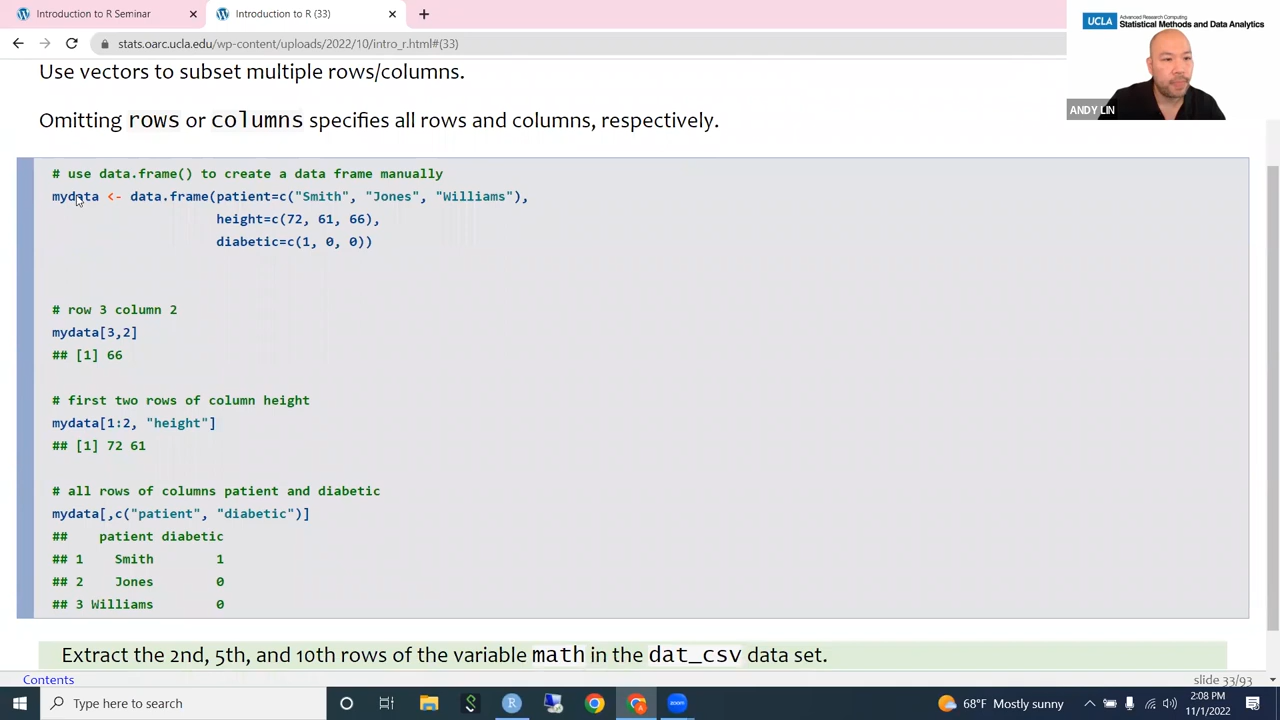 Introduction to R Seminar
Introduction to R (33)
stats.oarc.ucla.edu/wp-content/uploads/2022/10/intro_r.html#(33)
UCLA
Advanced Research Computing
Statistical Methods and Data Analytics
ANDY LIN
Use vectors to subset multiple rows/columns.
Omitting rows or columns specifies all rows and columns, respectively.
# use data.frame() to create a data frame manually
mydata <- data.frame(patient=c("Smith", "Jones", "Williams"),
height=c(72, 61, 66),
diabetic=c(1, 0, 0))
# row 3 column 2
mydata[3,2]
## [1] 66
# first two rows of column height
mydata[1:2, "height"]
## [1] 72 61
# all rows of columns patient and diabetic
mydata[,c("patient", "diabetic")]
##    patient diabetic
## 1    Smith        1
## 2    Jones        0
## 3 Williams        0
Extract the 2nd, 5th, and 10th rows of the variable math in the dat_csv data set.
Contents
slide 33/93
Type here to search
68°F Mostly sunny
2:08 PM
11/1/2022